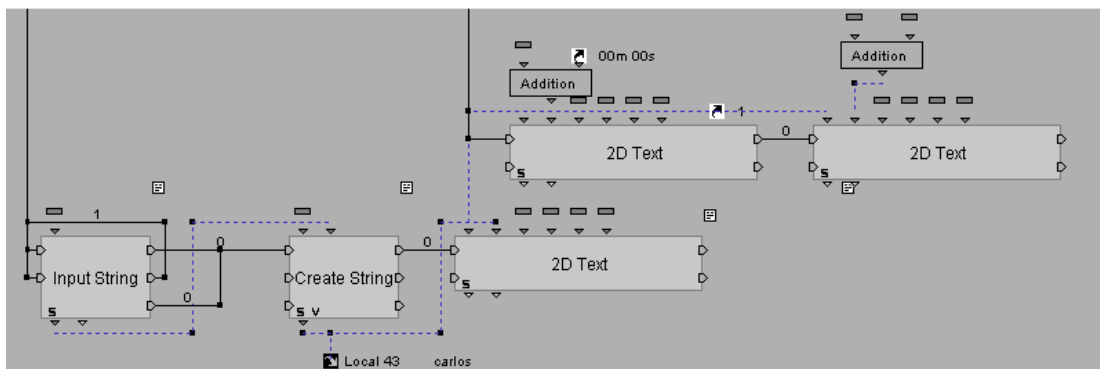 00m 00s
Addition
Addition
1
2D Text
0
2D Text
S
S
1
0
0
Input String
Create String
2D Text
0
S
S V
S
Local 43 carlos